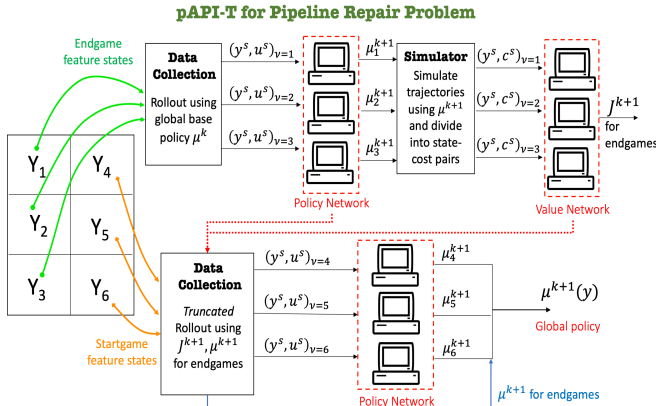 pAPI-T for Pipeline Repair Problem
Endgame
feature states
Data
Collection
Rollout using
global base
policy μ^k
(y^s, u^s)_{ν=1}
(y^s, u^s)_{ν=2}
(y^s, u^s)_{ν=3}
Policy Network
μ_1^{k+1}
μ_2^{k+1}
μ_3^{k+1}
Simulator
Simulate
trajectories
using μ^{k+1}
and divide
into state-
cost pairs
(y^s, c^s)_{ν=1}
(y^s, c^s)_{ν=2}
(y^s, c^s)_{ν=3}
Value Network
J^{k+1}
for
endgames
Y_1 Y_4
Y_2 Y_5
Y_3 Y_6
Startgame
feature states
Data
Collection
Truncated
Rollout using
J^{k+1}, μ^{k+1}
for endgames
(y^s, u^s)_{ν=4}
(y^s, u^s)_{ν=5}
(y^s, u^s)_{ν=6}
Policy Network
μ_4^{k+1}
μ_5^{k+1}
μ_6^{k+1}
μ^{k+1}(y)
Global policy
μ^{k+1} for endgames